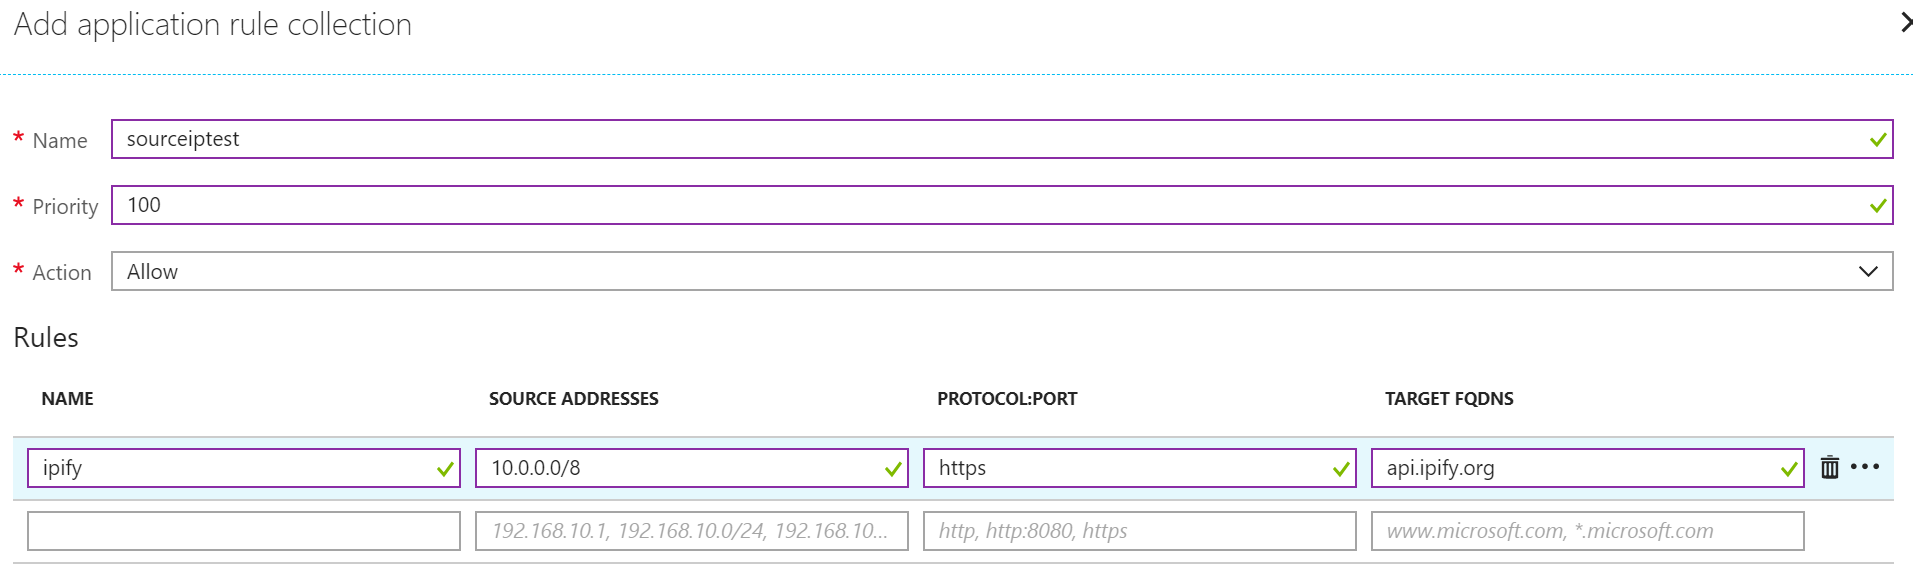 Add application rule collection
* Name sourceiptest
* Priority 100
* Action Allow
Rules
NAME SOURCE ADDRESSES PROTOCOL:PORT TARGET FQDNS
ipify 10.0.0.0/8 https api.ipify.org
192.168.10.1, 192.168.10.0/24, 192.168.10... http, http:8080, https www.microsoft.com, *.microsoft.com